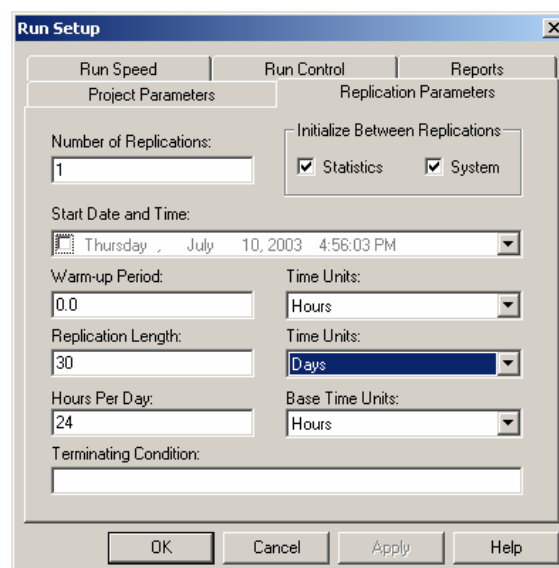 Run Setup
Run Speed Run Control Reports
Project Parameters Replication Parameters
Number of Replications:
1
Initialize Between Replications
Statistics System
Start Date and Time:
Thursday , July 10, 2003 4:56:03 PM
Warm-up Period: Time Units:
0.0 Hours
Replication Length: Time Units:
30 Days
Hours Per Day: Base Time Units:
24 Hours
Terminating Condition:
OK Cancel Apply Help